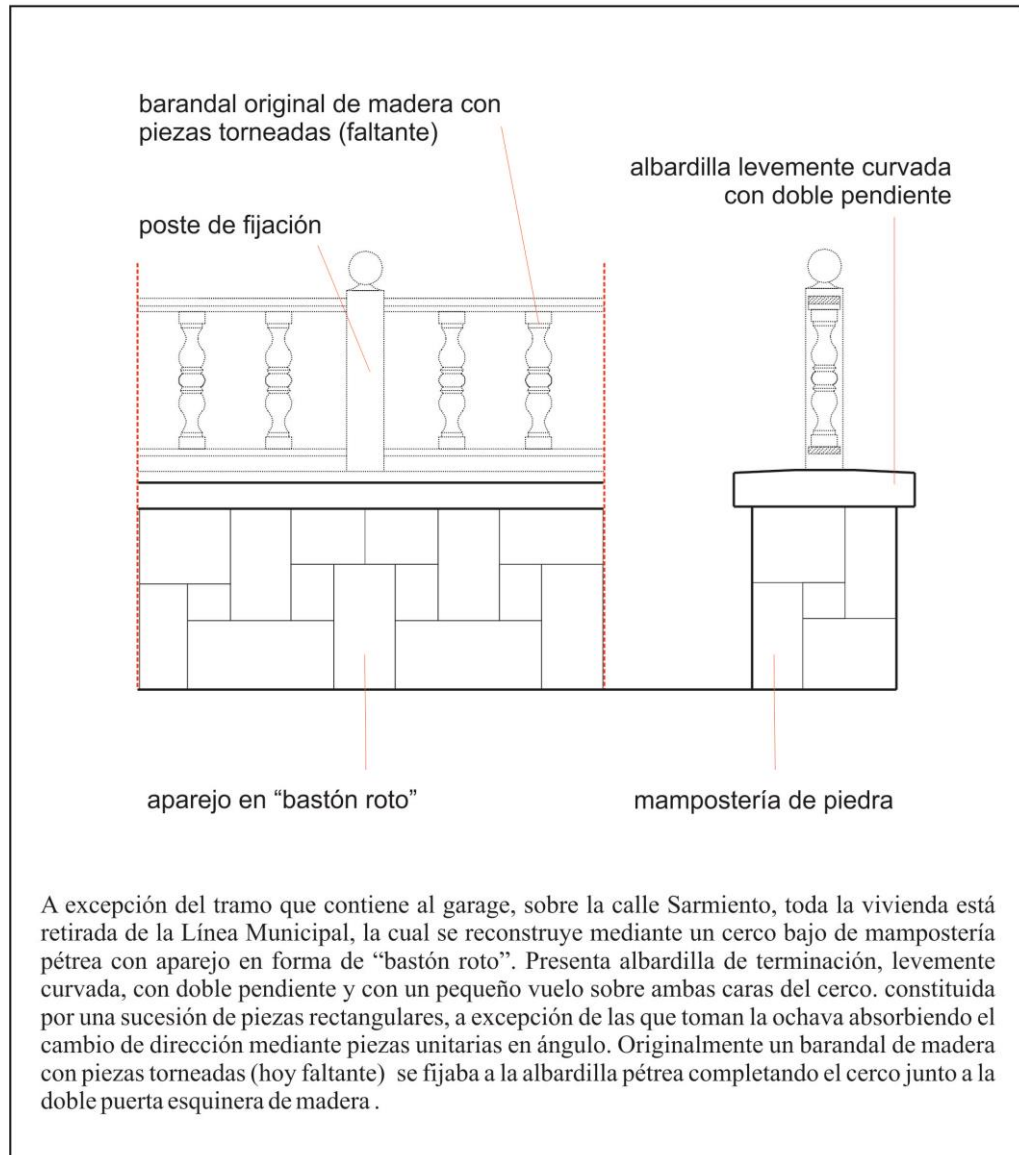 barandal original de madera con
piezas torneadas (faltante)
albardilla levemente curvada
con doble pendiente
poste de fijación
aparejo en “bastón roto”
mampostería de piedra
A excepción del tramo que contiene al garage, sobre la calle Sarmiento, toda la vivienda está
retirada de la Línea Municipal, la cual se reconstruye mediante un cerco bajo de mampostería
pétrea con aparejo en forma de “bastón roto”. Presenta albardilla de terminación, levemente
curvada, con doble pendiente y con un pequeño vuelo sobre ambas caras del cerco. constituida
por una sucesión de piezas rectangulares, a excepción de las que toman la ochava absorbiendo el
cambio de dirección mediante piezas unitarias en ángulo. Originalmente un barandal de madera
con piezas torneadas (hoy faltante) se fijaba a la albardilla pétrea completando el cerco junto a la
doble puerta esquinera de madera .